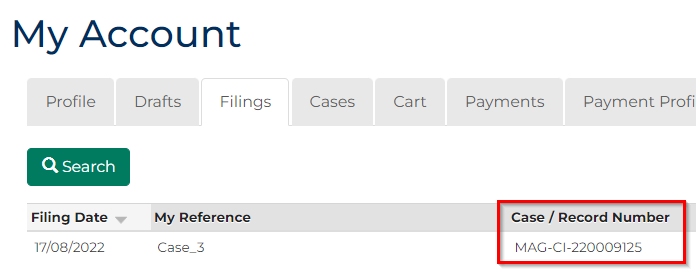 My Account
Profile Drafts Filings Cases Cart Payments Payment Profi
Search
Filing Date My Reference Case / Record Number
17/08/2022 Case_3 MAG-CI-220009125